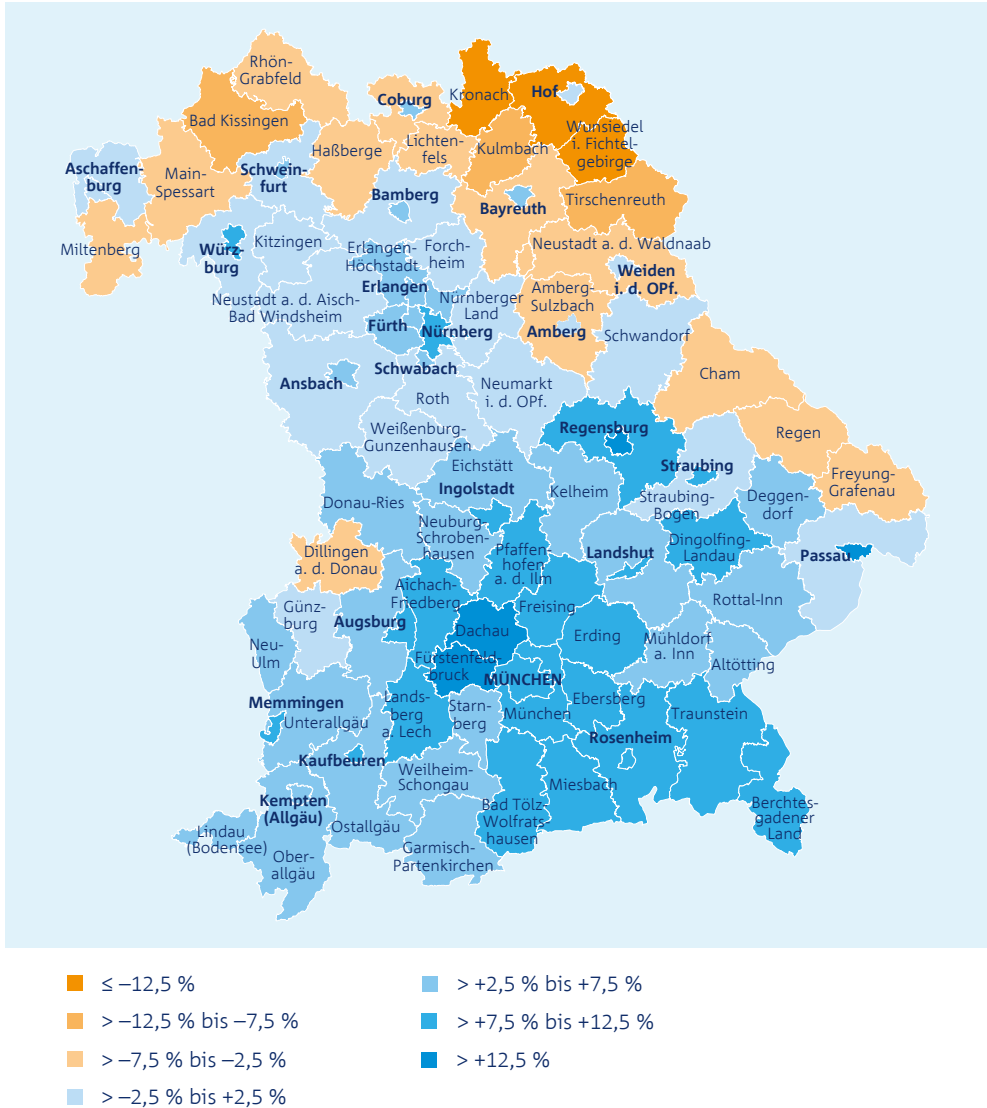 Rhön-
Grabfeld
Coburg
Kronach
Hof
Bad Kissingen
Wunsiedel
i. Fichtel-
gebirge
Lichten-
fels
Kulmbach
Haßberge
Aschaffen-
burg
Main-
Spessart
Schwein-
furt
Bamberg
Bayreuth
Tirschenreuth
Miltenberg
Würz-
burg
Kitzingen
Erlangen-
Höchstadt
Forch-
heim
Neustadt a. d. Waldnaab
Weiden
i. d. OPf.
Erlangen
Neustadt a. d. Aisch-
Bad Windsheim
Nürnberger
Land
Amberg-
Sulzbach
Fürth
Nürnberg
Amberg
Schwandorf
Ansbach
Schwabach
Roth
Neumarkt
i. d. OPf.
Cham
Weißenburg-
Gunzenhausen
Regensburg
Regen
Eichstätt
Ingolstadt
Straubing
Freyung-
Grafenau
Donau-Ries
Kelheim
Straubing-
Bogen
Deggen-
dorf
Neuburg-
Schroben-
hausen
Dillingen
a. d. Donau
Pfaffen-
hofen
a. d. Ilm
Landshut
Dingolfing-
Landau
Passau
Aichach-
Friedberg
Günz-
burg
Augsburg
Freising
Rottal-Inn
Dachau
Erding
Mühldorf
a. Inn
Neu-
Ulm
Altötting
Fürstenfeld-
bruck
MÜNCHEN
Memmingen
Unterallgäu
Lands-
berg
a. Lech
Starn-
berg
München
Ebersberg
Traunstein
Rosenheim
Kaufbeuren
Weilheim-
Schongau
Miesbach
Kempten
(Allgäu)
Ostallgäu
Bad Tölz-
Wolfrats-
hausen
Berchtes-
gadener
Land
Lindau
(Bodensee)
Ober-
allgäu
Garmisch-
Partenkirchen
≤ –12,5 %
> –12,5 % bis –7,5 %
> –7,5 % bis –2,5 %
> –2,5 % bis +2,5 %
> +2,5 % bis +7,5 %
> +7,5 % bis +12,5 %
> +12,5 %